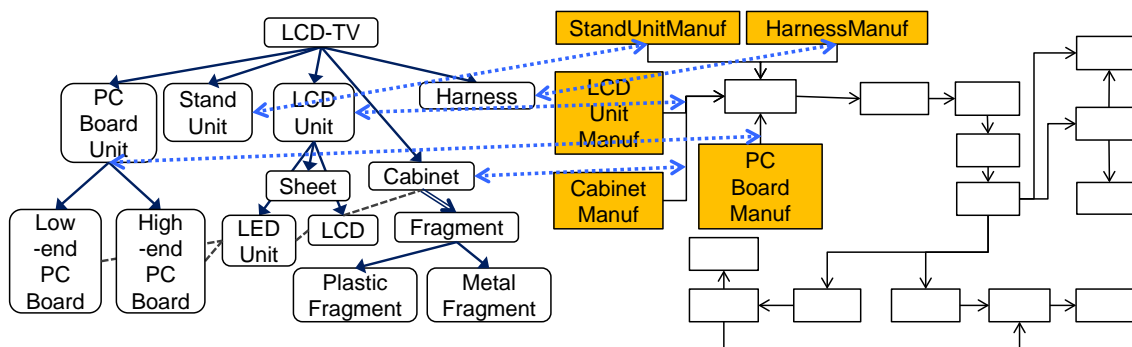 LCD-TV
StandUnitManuf
HarnessManuf
PC
Board
Unit
Stand
Unit
LCD
Unit
Harness
LCD
Unit
Manuf
Sheet
Cabinet
Cabinet
Manuf
PC
Board
Manuf
Low
-end
PC
Board
High
-end
PC
Board
LED
Unit
LCD
Fragment
Plastic
Fragment
Metal
Fragment